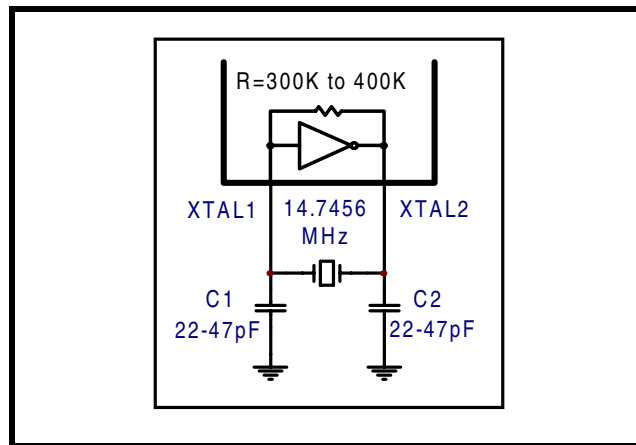 R=300K to 400K
XTAL1
14.7456
MHz
XTAL2
C1
22-47pF
C2
22-47pF